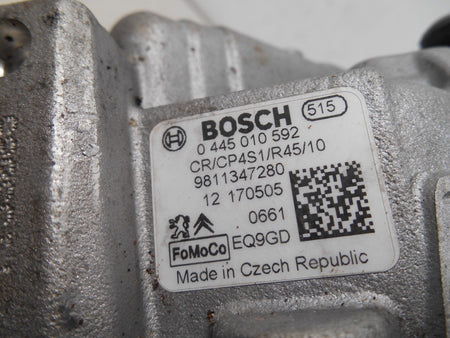 BOSCH 515
0 445 010 592
CR/CP4S1/R45/10
9811347280
12 170505
0661
FoMoCo EQ9GD
Made in Czech Republic